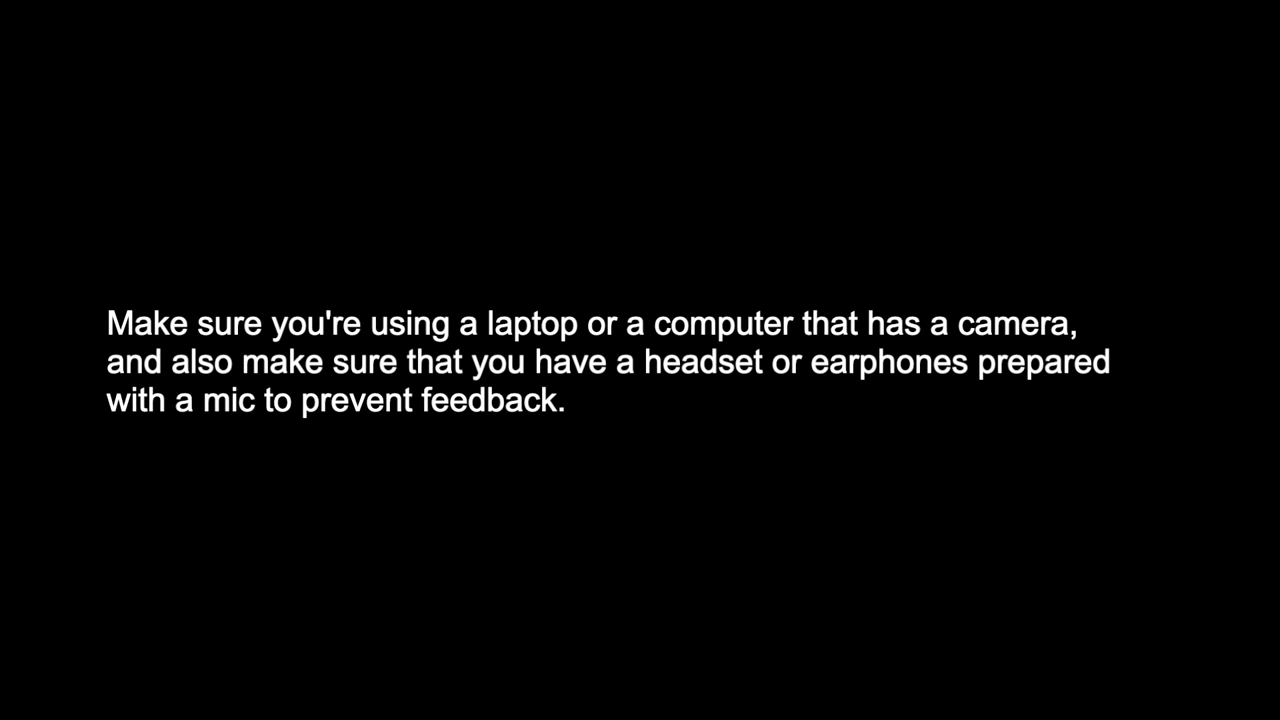 Make sure you're using a laptop or a computer that has a camera,
and also make sure that you have a headset or earphones prepared
with a mic to prevent feedback.